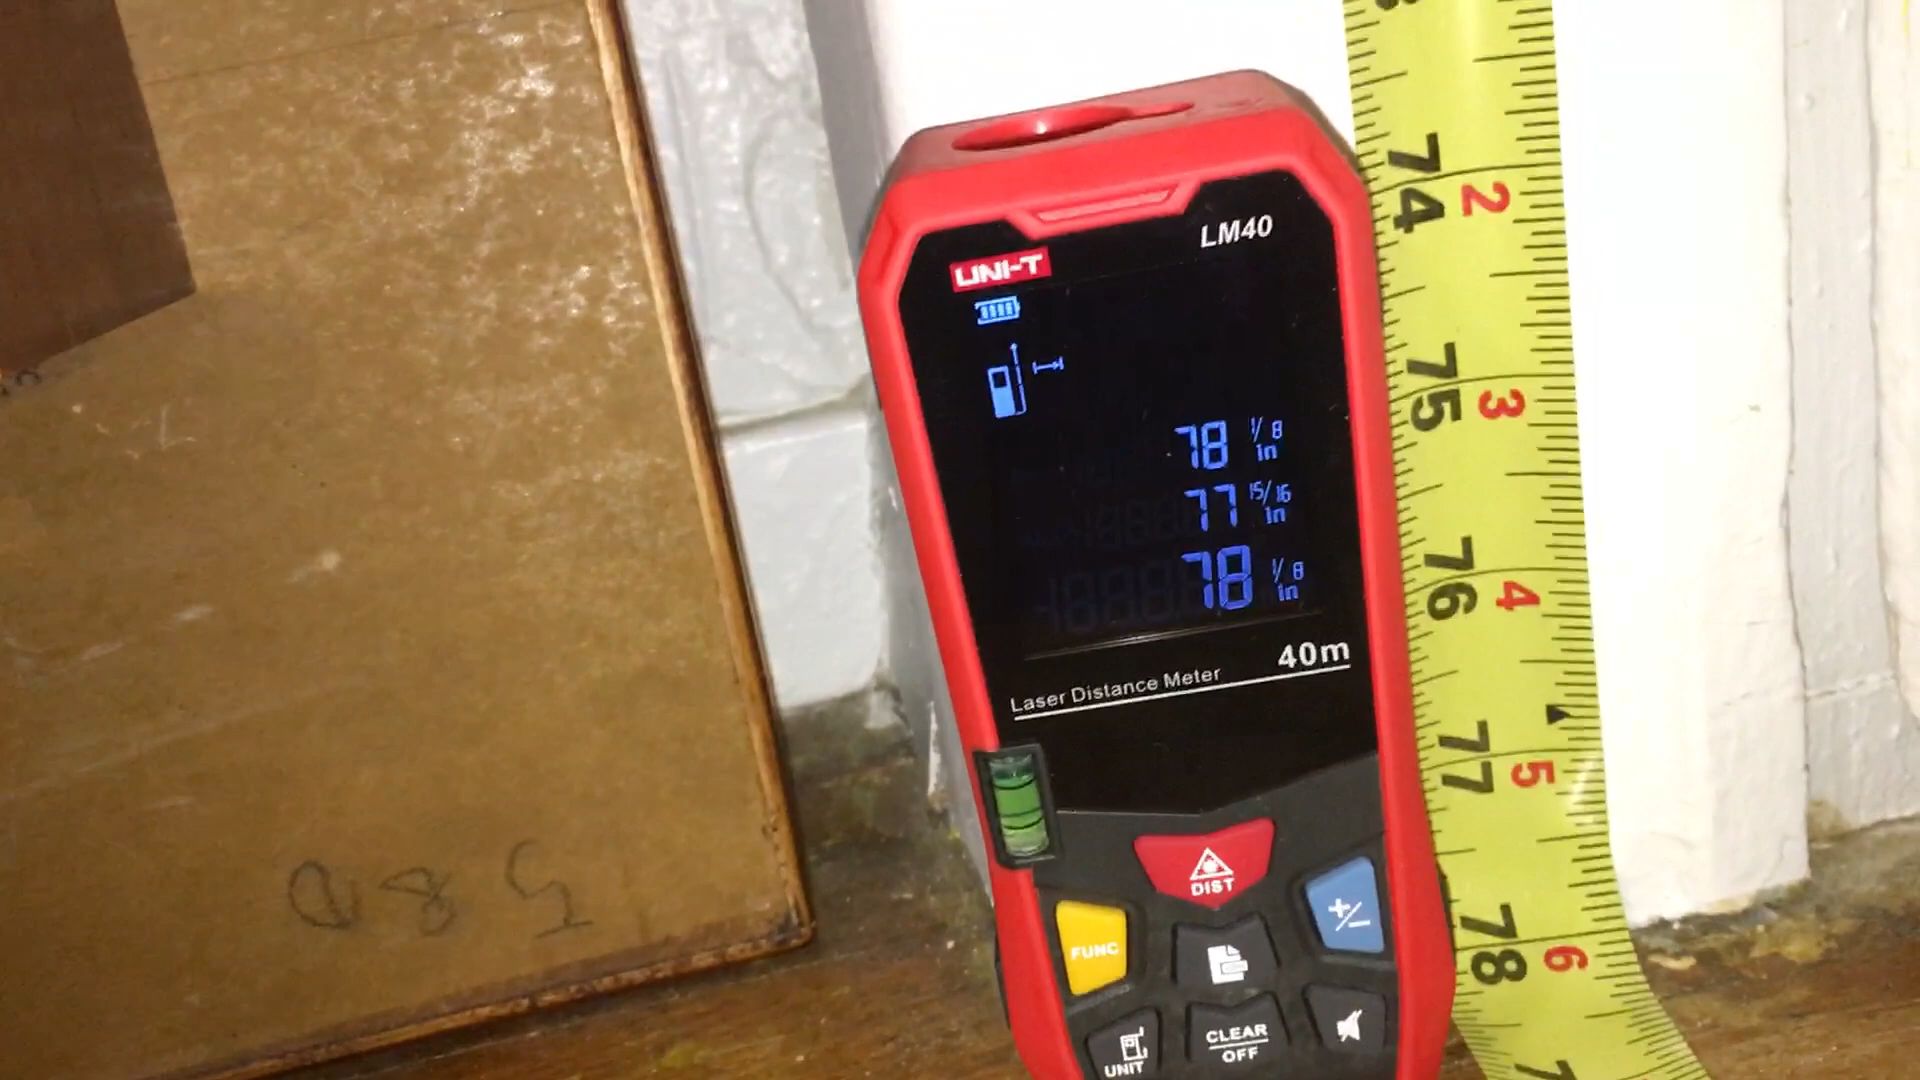 LM40
UNI-T
78 1/8 in
77 15/16 in
78 1/8 in
40m
Laser Distance Meter
DIST
FUNC
+/-
CLEAR
OFF
UNIT
74 2
75 3
76 4
77 5
78 6